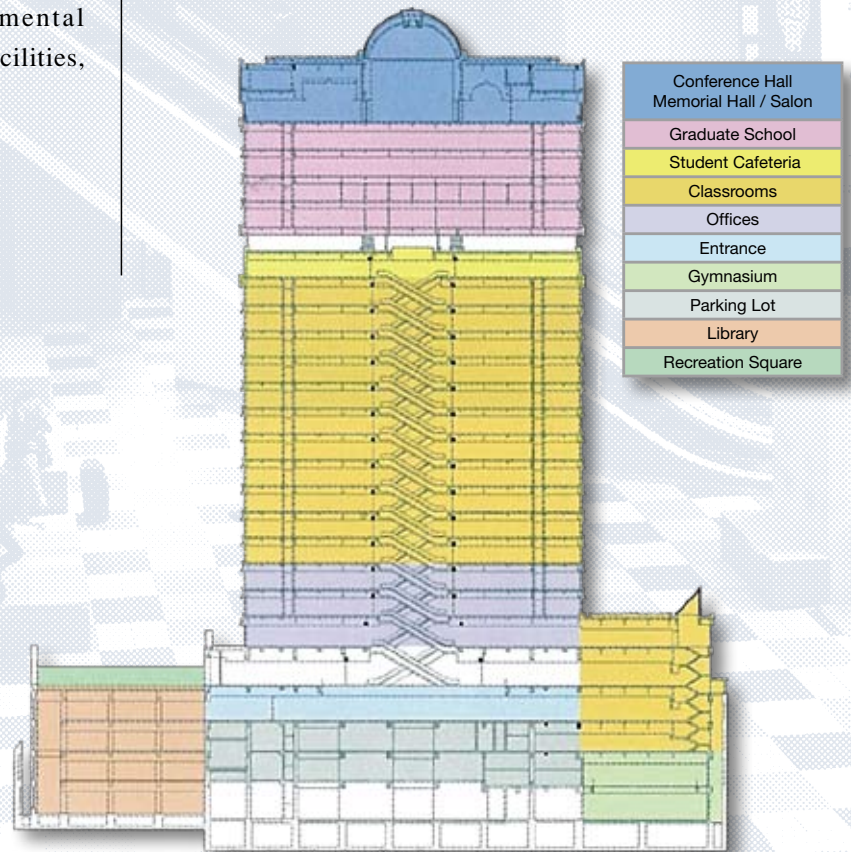 mental
cilities,
Conference Hall
Memorial Hall / Salon
Graduate School
Student Cafeteria
Classrooms
Offices
Entrance
Gymnasium
Parking Lot
Library
Recreation Square